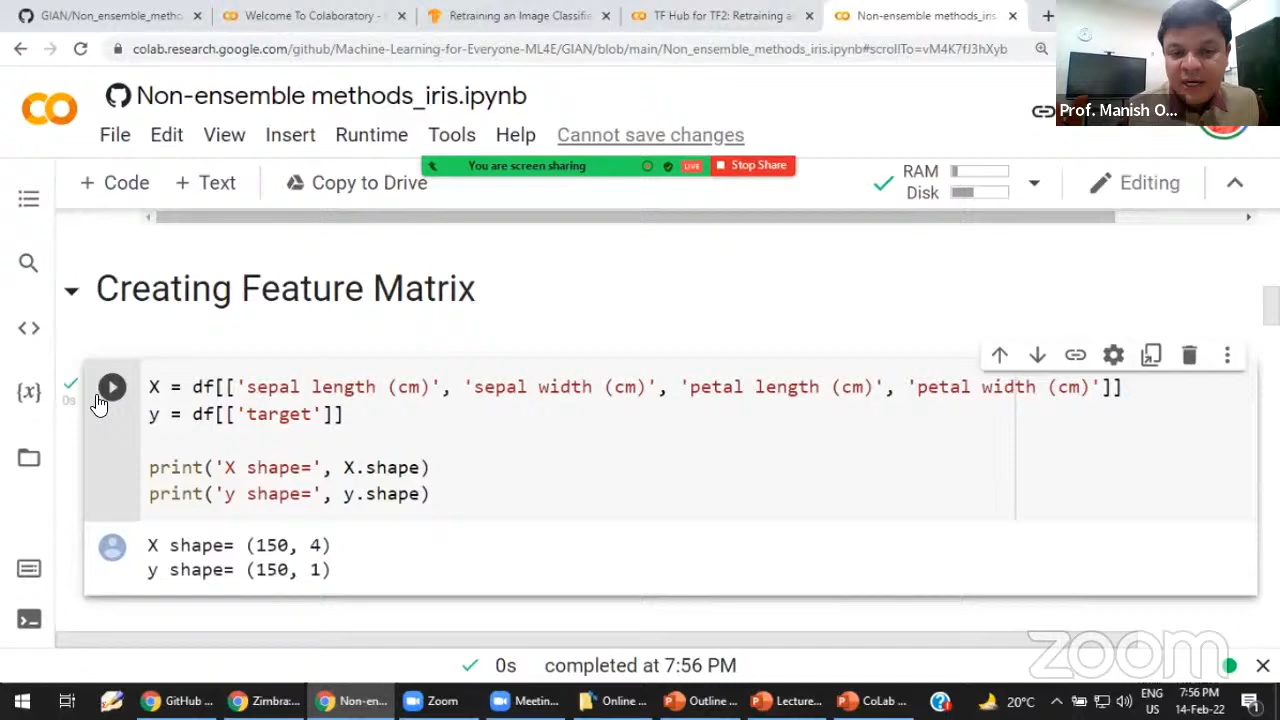 GIAN/Non_ensemble_metho
Welcome To Colaboratory -
Retraining an Image Classifie
TF Hub for TF2: Retraining a
Non-ensemble methods_iris.ip
colab.research.google.com/github/Machine-Learning-for-Everyone-ML4E/GIAN/blob/main/Non_ensemble_methods_iris.ipynb#scrollTo=vM4K7fJ3hXyb
Prof. Manish O...
CO
Non-ensemble methods_iris.ipynb
File Edit View Insert Runtime Tools Help Cannot save changes
You are screen sharing LIVE Stop Share
+ Code + Text Copy to Drive
RAM
Disk
Editing
Creating Feature Matrix
0s
X = df[['sepal length (cm)', 'sepal width (cm)', 'petal length (cm)', 'petal width (cm)']]
y = df[['target']]
print('X shape=', X.shape)
print('y shape=', y.shape)
X shape= (150, 4)
y shape= (150, 1)
{x}
zoom
0s completed at 7:56 PM
GitHub ...
Zimbra:...
Non-en...
Zoom
Meetin...
Online ...
Outline ...
Lecture...
CoLab ...
20°C
ENG
US
7:56 PM
14-Feb-22
1